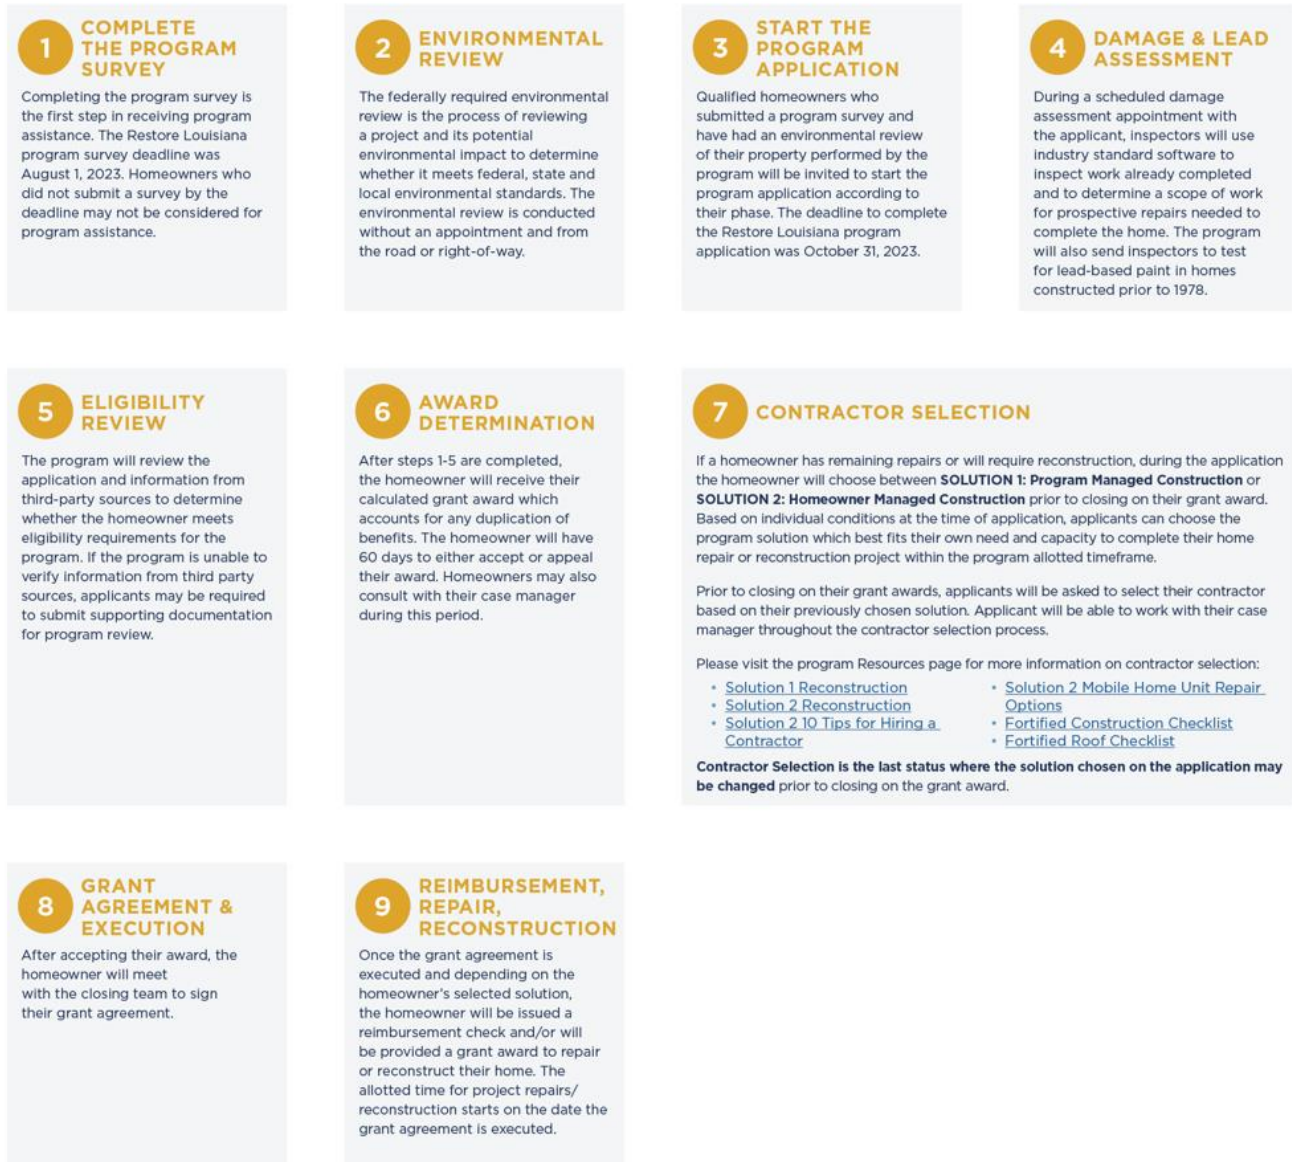 1
COMPLETE
THE PROGRAM
SURVEY
Completing the program survey is
the first step in receiving program
assistance. The Restore Louisiana
program survey deadline was
August 1, 2023. Homeowners who
did not submit a survey by the
deadline may not be considered for
program assistance.
2
ENVIRONMENTAL
REVIEW
The federally required environmental
review is the process of reviewing
a project and its potential
environmental impact to determine
whether it meets federal, state and
local environmental standards. The
environmental review is conducted
without an appointment and from
the road or right-of-way.
3
START THE
PROGRAM
APPLICATION
Qualified homeowners who
submitted a program survey and
have had an environmental review
of their property performed by the
program will be invited to start the
program application according to
their phase. The deadline to complete
the Restore Louisiana program
application was October 31, 2023.
4
DAMAGE & LEAD
ASSESSMENT
During a scheduled damage
assessment appointment with
the applicant, inspectors will use
industry standard software to
inspect work already completed
and to determine a scope of work
for prospective repairs needed to
complete the home. The program
will also send inspectors to test
for lead-based paint in homes
constructed prior to 1978.
5
ELIGIBILITY
REVIEW
The program will review the
application and information from
third-party sources to determine
whether the homeowner meets
eligibility requirements for the
program. If the program is unable to
verify information from third party
sources, applicants may be required
to submit supporting documentation
for program review.
6
AWARD
DETERMINATION
After steps 1-5 are completed,
the homeowner will receive their
calculated grant award which
accounts for any duplication of
benefits. The homeowner will have
60 days to either accept or appeal
their award. Homeowners may also
consult with their case manager
during this period.
7
CONTRACTOR SELECTION
If a homeowner has remaining repairs or will require reconstruction, during the application
the homeowner will choose between SOLUTION 1: Program Managed Construction or
SOLUTION 2: Homeowner Managed Construction prior to closing on their grant award.
Based on individual conditions at the time of application, applicants can choose the
program solution which best fits their own need and capacity to complete their home
repair or reconstruction project within the program allotted timeframe.
Prior to closing on their grant awards, applicants will be asked to select their contractor
based on their previously chosen solution. Applicant will be able to work with their case
manager throughout the contractor selection process.
Please visit the program Resources page for more information on contractor selection:
• Solution 1 Reconstruction
• Solution 2 Reconstruction
• Solution 2 10 Tips for Hiring a
Contractor
• Solution 2 Mobile Home Unit Repair
Options
• Fortified Construction Checklist
• Fortified Roof Checklist
Contractor Selection is the last status where the solution chosen on the application may
be changed prior to closing on the grant award.
8
GRANT
AGREEMENT &
EXECUTION
After accepting their award, the
homeowner will meet
with the closing team to sign
their grant agreement.
9
REIMBURSEMENT,
REPAIR,
RECONSTRUCTION
Once the grant agreement is
executed and depending on the
homeowner's selected solution,
the homeowner will be issued a
reimbursement check and/or will
be provided a grant award to repair
or reconstruct their home. The
allotted time for project repairs/
reconstruction starts on the date the
grant agreement is executed.